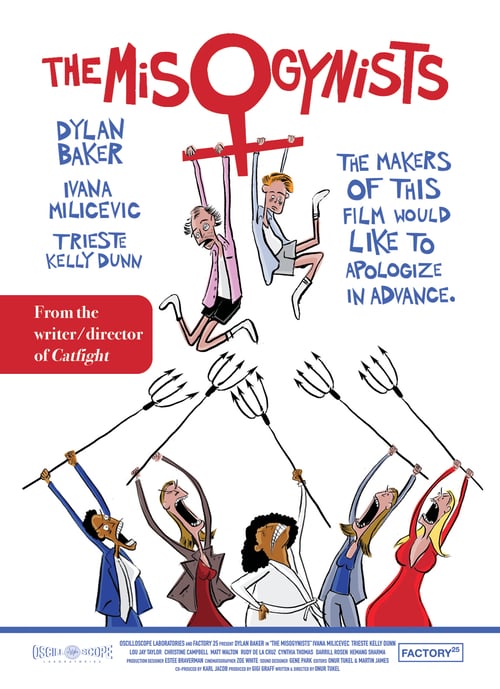 THE MISOGYNISTS
DYLAN
BAKER
IVANA
MILICEVIC
TRIESTE
KELLY DUNN
THE MAKERS
OF THIS
FILM WOULD
LIKE TO
APOLOGIZE
IN ADVANCE.
From the
writer/director
of Catfight
OSCILLOSCOPE
LABORATORIES
OSCILLOSCOPE LABORATORIES AND FACTORY 25 PRESENT DYLAN BAKER IN "THE MISOGYNISTS" IVANA MILICEVIC TRIESTE KELLY DUNN
LOU JAY TAYLOR CHRISTINE CAMPBELL MATT WALTON RUDY DE LA CRUZ CYNTHIA THOMAS DARRILL ROSEN HEMANG SHARMA
PRODUCTION DESIGNER ESTEE BRAVERMAN CINEMATOGRAPHER ZOE WHITE SOUND DESIGNER GENE PARK EDITORS ONUR TUKEL & MARTIN JAMES
CO-PRODUCED BY KARL JACOB PRODUCED BY GIGI GRAFF WRITTEN & DIRECTED BY ONUR TUKEL
FACTORY 25